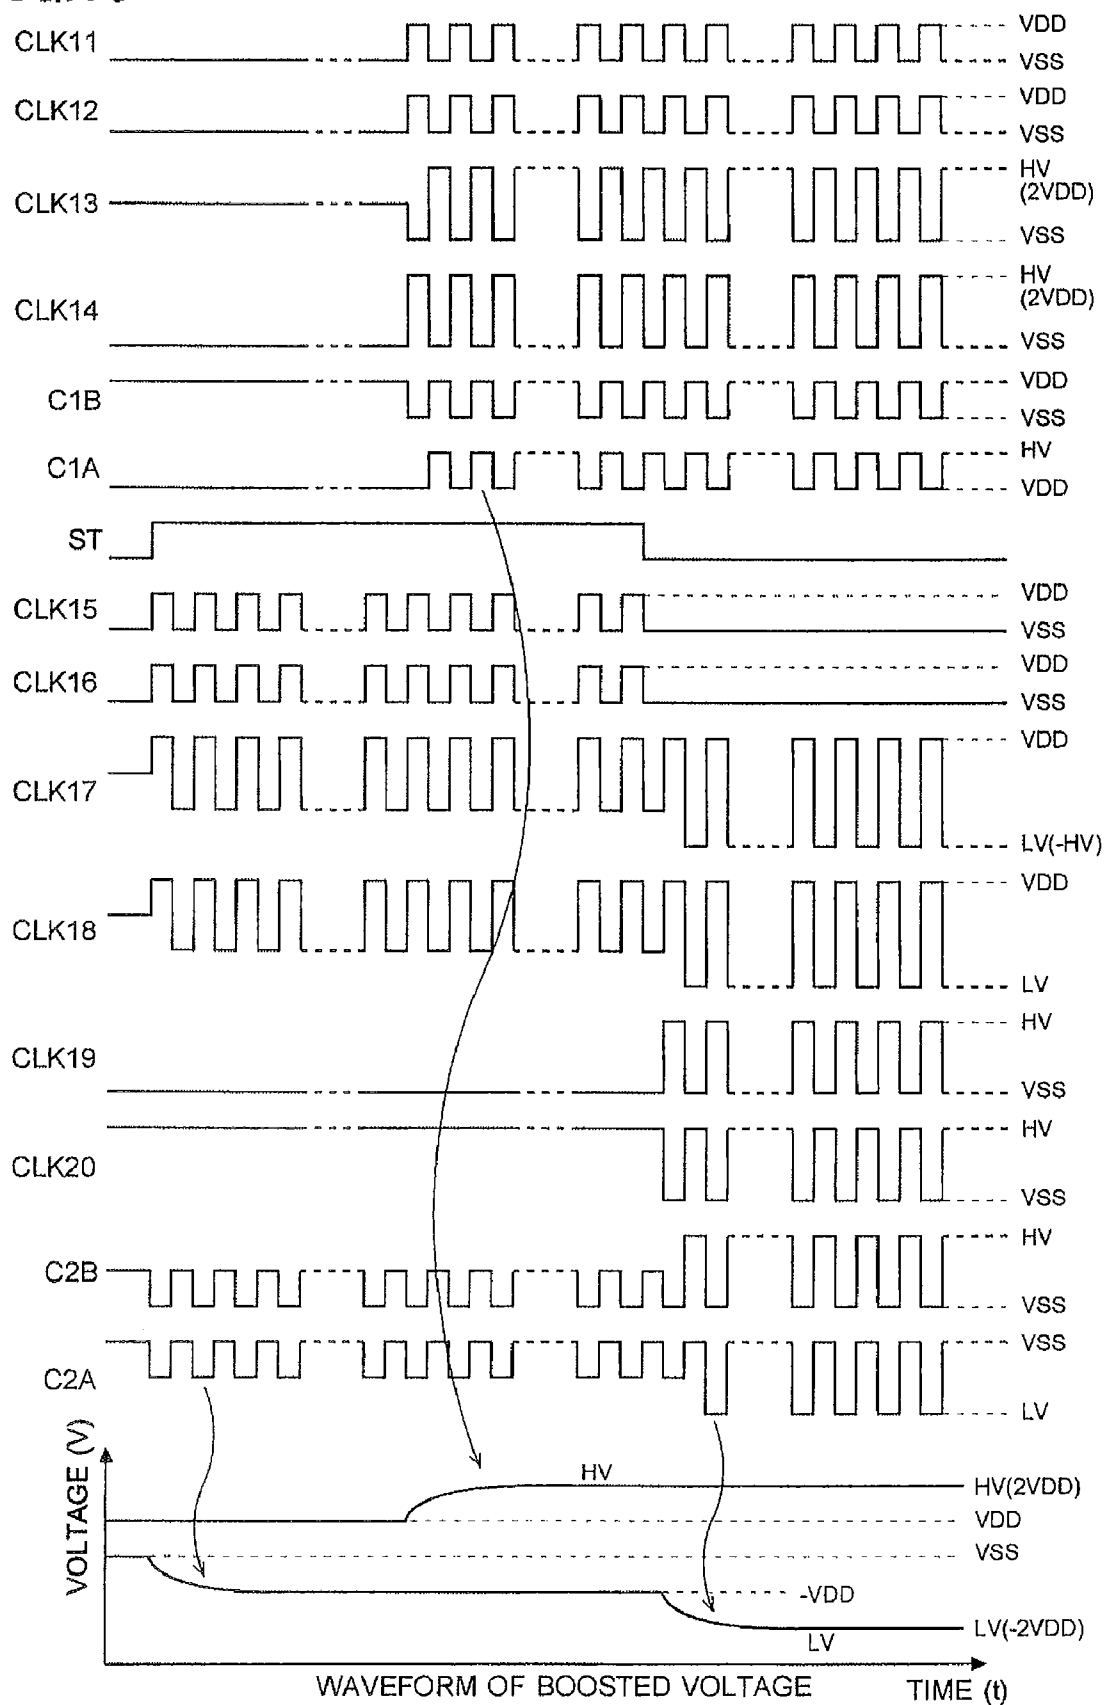 CLK11
VDD
VSS
CLK12
VDD
VSS
CLK13
HV
(2VDD)
VSS
CLK14
HV
(2VDD)
VSS
C1B
VDD
VSS
C1A
HV
VDD
ST
CLK15
VDD
VSS
CLK16
VDD
VSS
CLK17
VDD
LV(-HV)
CLK18
VDD
LV
CLK19
HV
VSS
CLK20
HV
VSS
C2B
HV
VSS
C2A
VSS
LV
VOLTAGE (V)
HV
HV(2VDD)
VDD
VSS
-VDD
LV
LV(-2VDD)
WAVEFORM OF BOOSTED VOLTAGE
TIME (t)